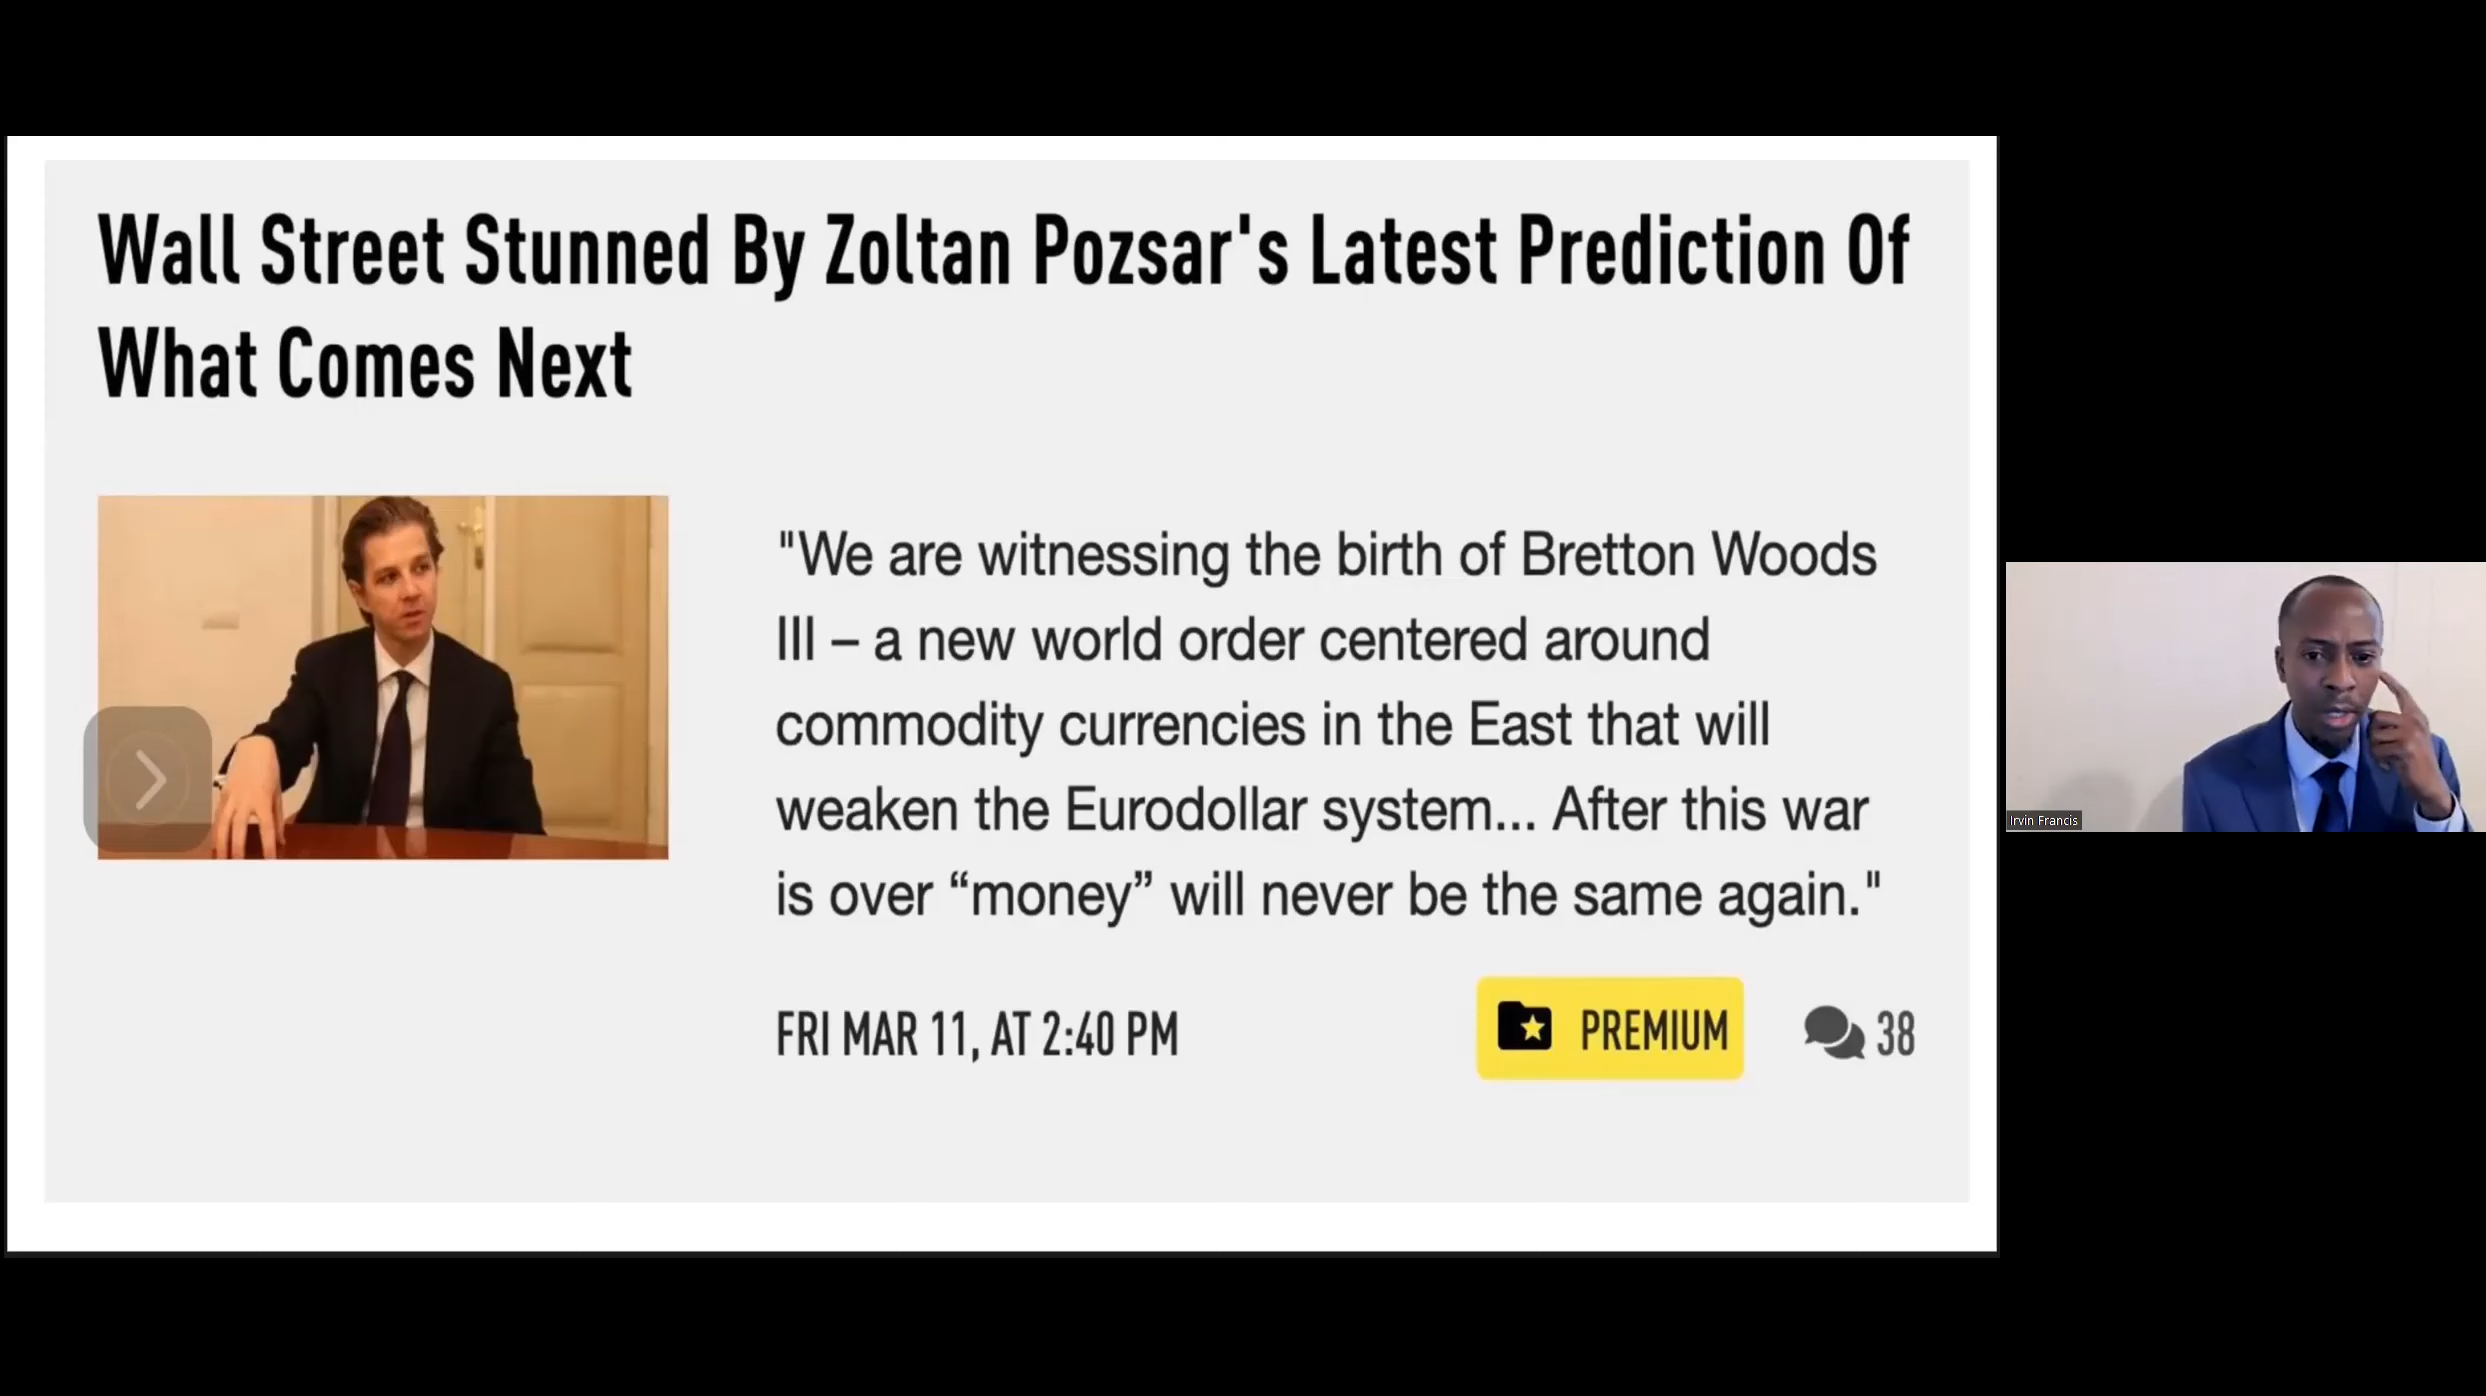 Wall Street Stunned By Zoltan Pozsar's Latest Prediction Of
What Comes Next
"We are witnessing the birth of Bretton Woods
III – a new world order centered around
commodity currencies in the East that will
weaken the Eurodollar system... After this war
is over “money” will never be the same again."
FRI MAR 11, AT 2:40 PM
PREMIUM
38
Irvin Francis